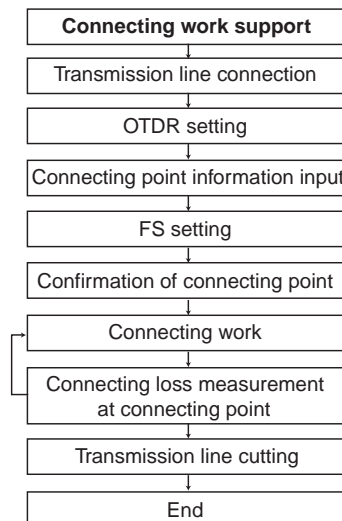 Connecting work support
Transmission line connection
OTDR setting
Connecting point information input
FS setting
Confirmation of connecting point
Connecting work
Connecting loss measurement
at connecting point
Transmission line cutting
End